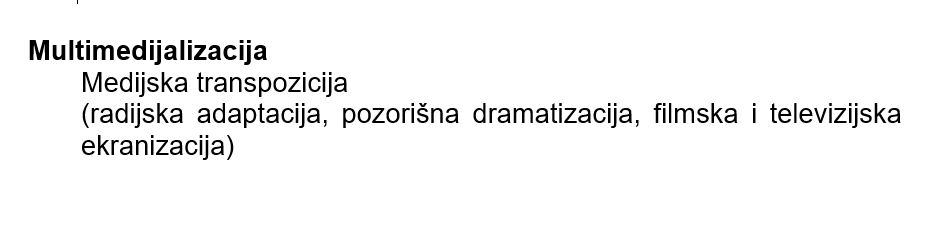 Multimedijalizacija
Medijska transpozicija
(radijska adaptacija, pozorišna dramatizacija, filmska i televizijska
ekranizacija)